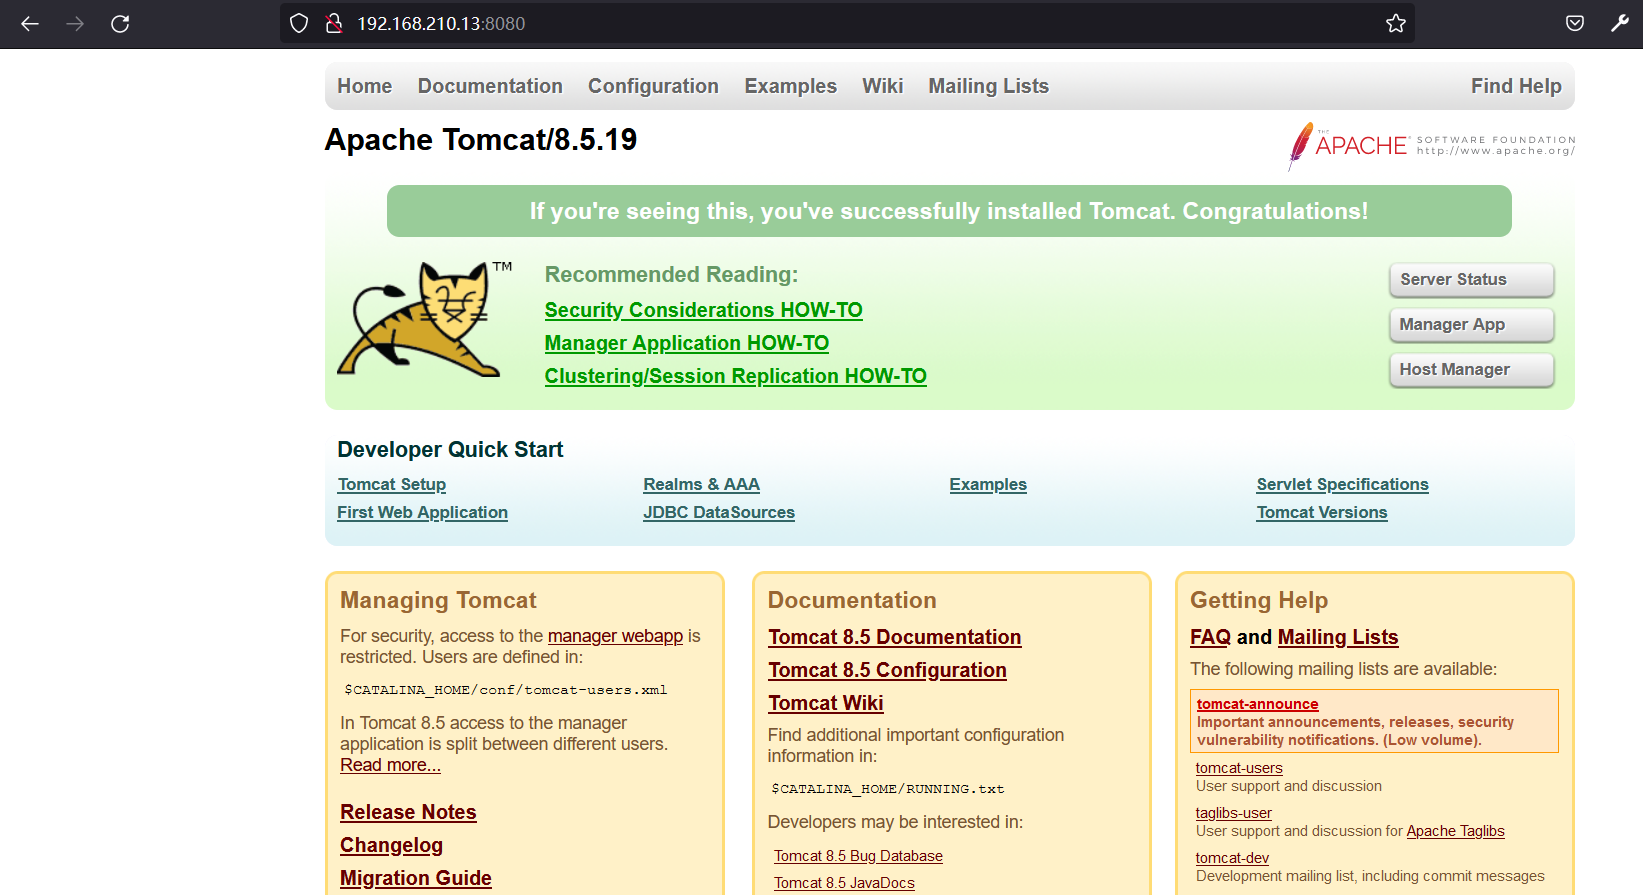 192.168.210.13:8080
Home Documentation Configuration Examples Wiki Mailing Lists Find Help
Apache Tomcat/8.5.19
THE APACHE SOFTWARE FOUNDATION
http://www.apache.org/
If you're seeing this, you've successfully installed Tomcat. Congratulations!
TM
Recommended Reading:
Security Considerations HOW-TO
Manager Application HOW-TO
Clustering/Session Replication HOW-TO
Server Status
Manager App
Host Manager
Developer Quick Start
Tomcat Setup
First Web Application
Realms & AAA
JDBC DataSources
Examples
Servlet Specifications
Tomcat Versions
Managing Tomcat
For security, access to the manager webapp is
restricted. Users are defined in:
$CATALINA_HOME/conf/tomcat-users.xml
In Tomcat 8.5 access to the manager
application is split between different users.
Read more...
Release Notes
Changelog
Migration Guide
Documentation
Tomcat 8.5 Documentation
Tomcat 8.5 Configuration
Tomcat Wiki
Find additional important configuration
information in:
$CATALINA_HOME/RUNNING.txt
Developers may be interested in:
Tomcat 8.5 Bug Database
Tomcat 8.5 JavaDocs
Getting Help
FAQ and Mailing Lists
The following mailing lists are available:
tomcat-announce
Important announcements, releases, security
vulnerability notifications. (Low volume).
tomcat-users
User support and discussion
taglibs-user
User support and discussion for Apache Taglibs
tomcat-dev
Development mailing list, including commit messages